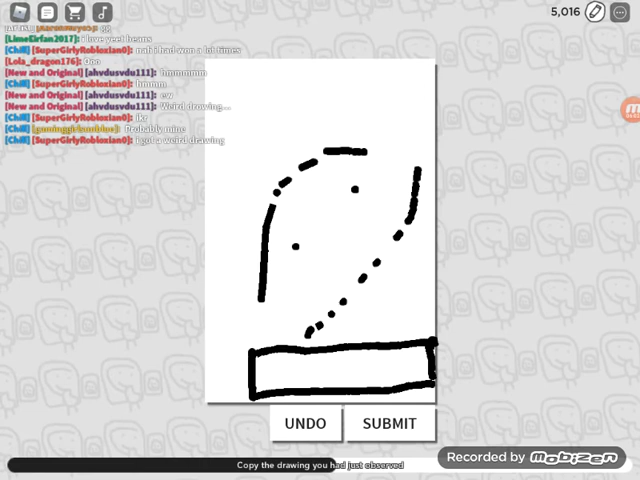 5,016
[LimeEirfan2017]: i love yeet beans
[Chill] [SuperGirlyRobloxian0]: nah i had won a lot times
[Lola_dragon176]: Ooo
[New and Original] [ahvdusvdu111]: hmmmmm
[Chill] [SuperGirlyRobloxian0]: hmmm
[New and Original] [ahvdusvdu111]: ew
[New and Original] [ahvdusvdu111]: Weird drawing...
[Chill] [SuperGirlyRobloxian0]: ikr
[Chill] Probably mine
[Chill] [SuperGirlyRobloxian0]: i got a weird drawing
UNDO
SUBMIT
Copy the drawing you had just observed
Recorded by Mobizen